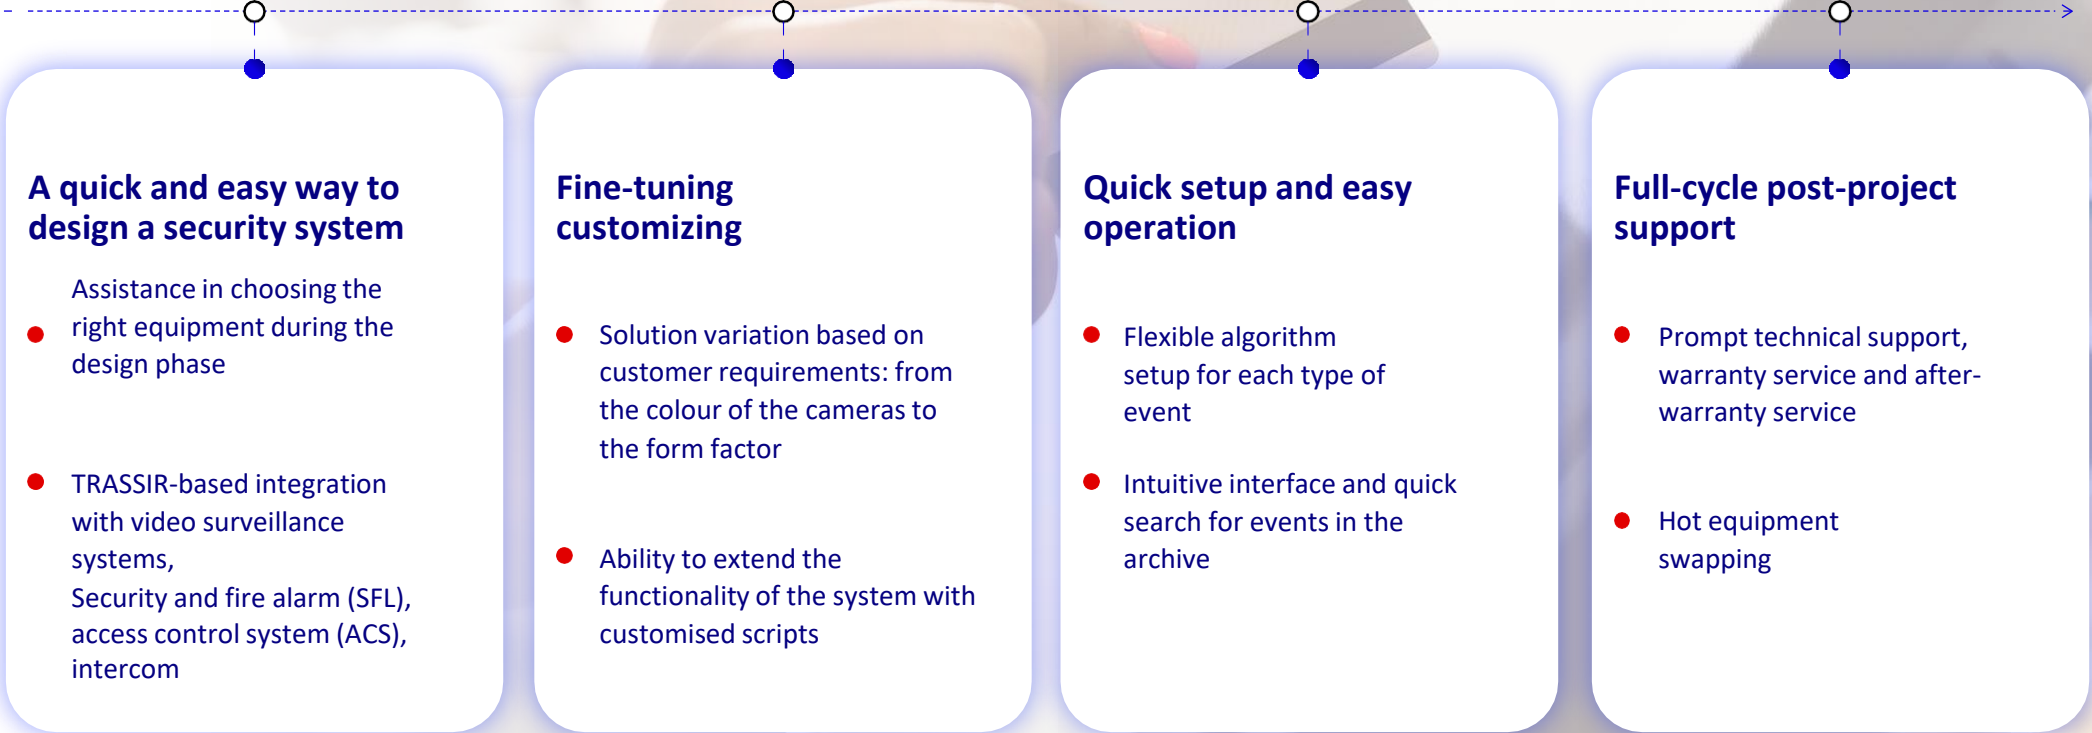 A quick and easy way to
design a security system
Assistance in choosing the
right equipment during the
design phase
TRASSIR-based integration
with video surveillance
systems,
Security and fire alarm (SFL),
access control system (ACS),
intercom
Fine-tuning
customizing
Solution variation based on
customer requirements: from
the colour of the cameras to
the form factor
Ability to extend the
functionality of the system with
customised scripts
Quick setup and easy
operation
Flexible algorithm
setup for each type of
event
Intuitive interface and quick
search for events in the
archive
Full-cycle post-project
support
Prompt technical support,
warranty service and after-
warranty service
Hot equipment
swapping